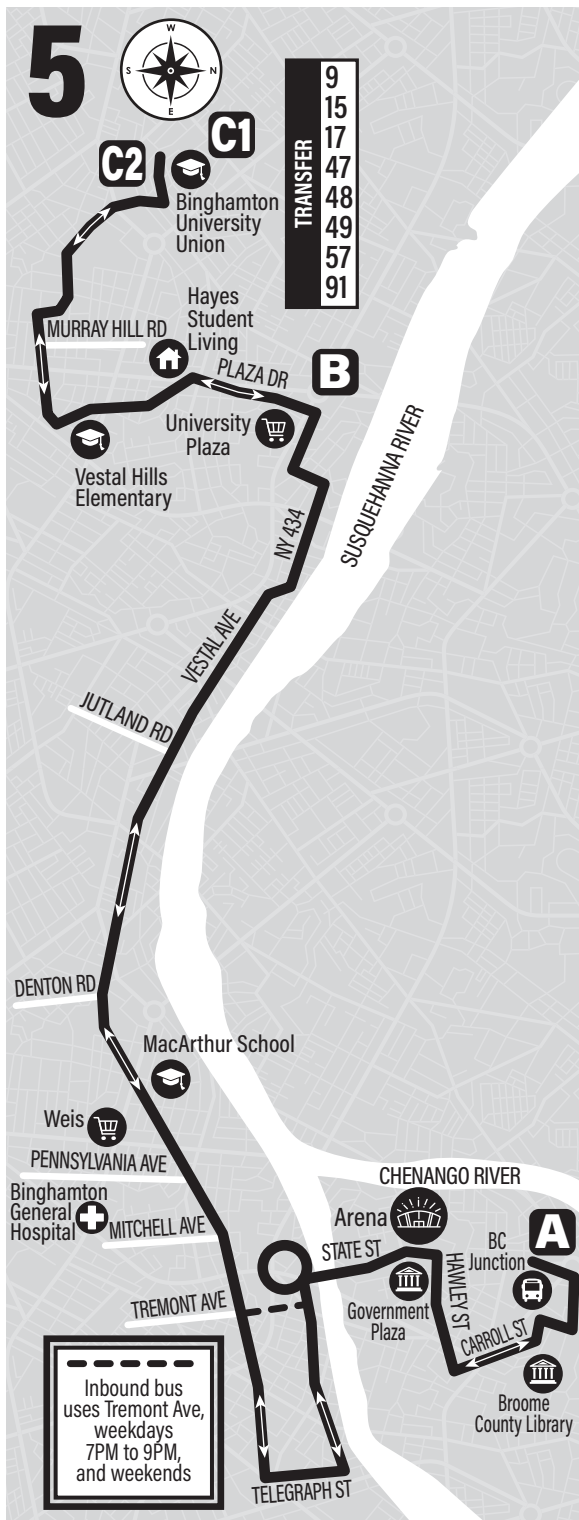 5
W
S
N
E
C1
C2
Binghamton
University
Union
TRANSFER
9
15
17
47
48
49
57
91
MURRAY HILL RD
Hayes
Student
Living
PLAZA DR
B
University
Plaza
Vestal Hills
Elementary
NY 434
SUSQUEHANNA RIVER
VESTAL AVE
JUTLAND RD
DENTON RD
MacArthur School
Weis
PENNSYLVANIA AVE
Binghamton
General
Hospital
MITCHELL AVE
CHENANGO RIVER
Arena
STATE ST
BC
Junction
A
HAWLEY ST
Government
Plaza
CARROLL ST
Broome
County Library
TREMONT AVE
Inbound bus
uses Tremont Ave,
weekdays
7PM to 9PM,
and weekends
TELEGRAPH ST